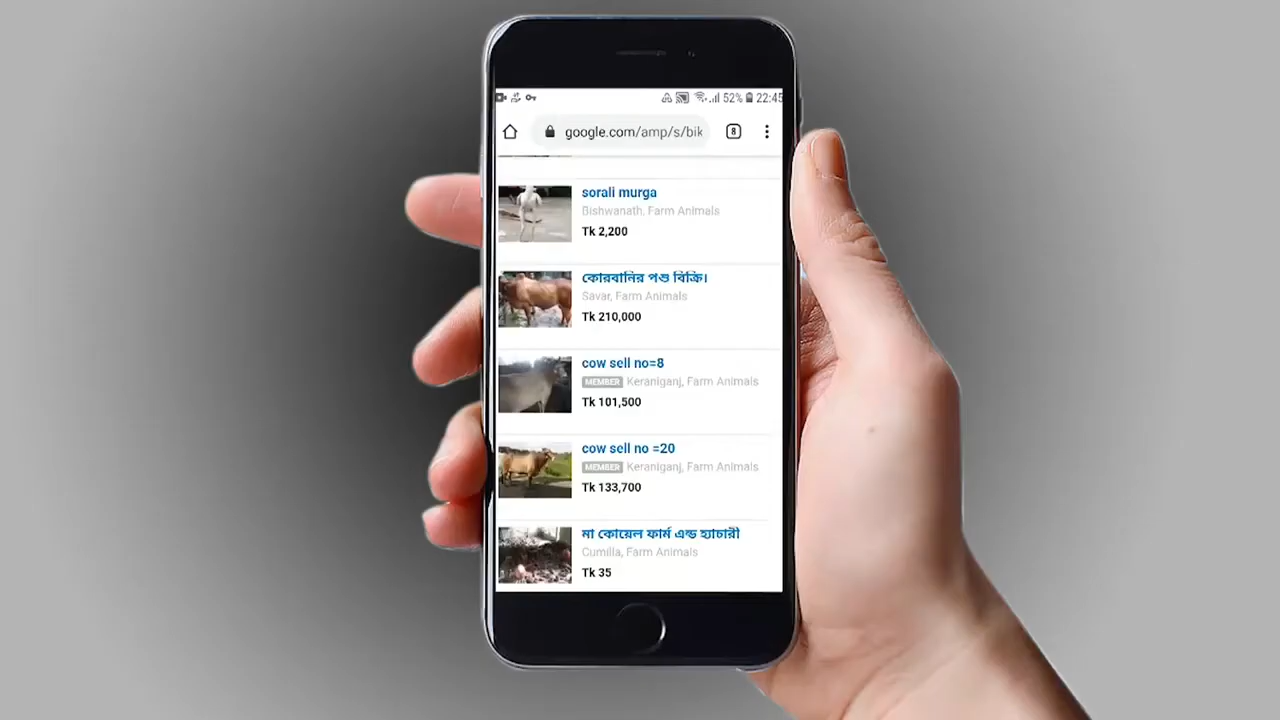 52% 22:45
google.com/amp/s/bik
8
sorali murga
Bishwanath, Farm Animals
Tk 2,200
কোরবানির পশু বিক্রি।
Savar, Farm Animals
Tk 210,000
cow sell no=8
MEMBER Keraniganj, Farm Animals
Tk 101,500
cow sell no =20
MEMBER Keraniganj, Farm Animals
Tk 133,700
মা কোয়েল ফার্ম এন্ড হ্যাচারী
Cumilla, Farm Animals
Tk 35